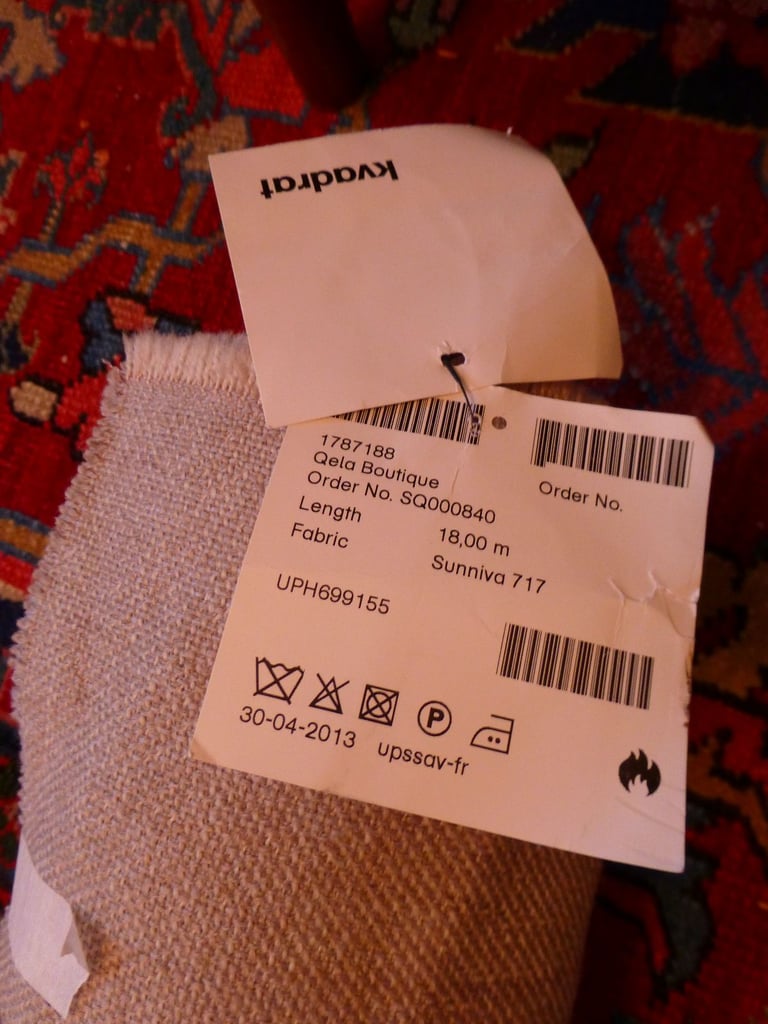 kvadrat
1787188
Qela Boutique
Order No. SQ000840
Length 18,00 m
Fabric Sunniva 717
UPH699155
Order No.
P
30-04-2013 upssav-fr